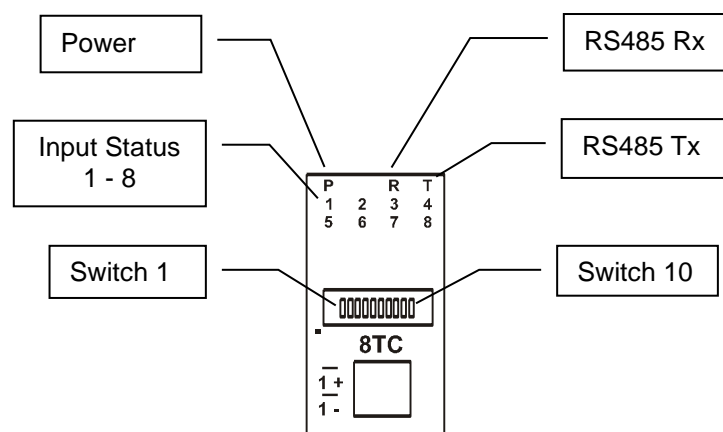 Power
RS485 Rx
Input Status
1 - 8
RS485 Tx
P R T
1 2 3 4
5 6 7 8
Switch 1
Switch 10
8TC
1 +
1 -